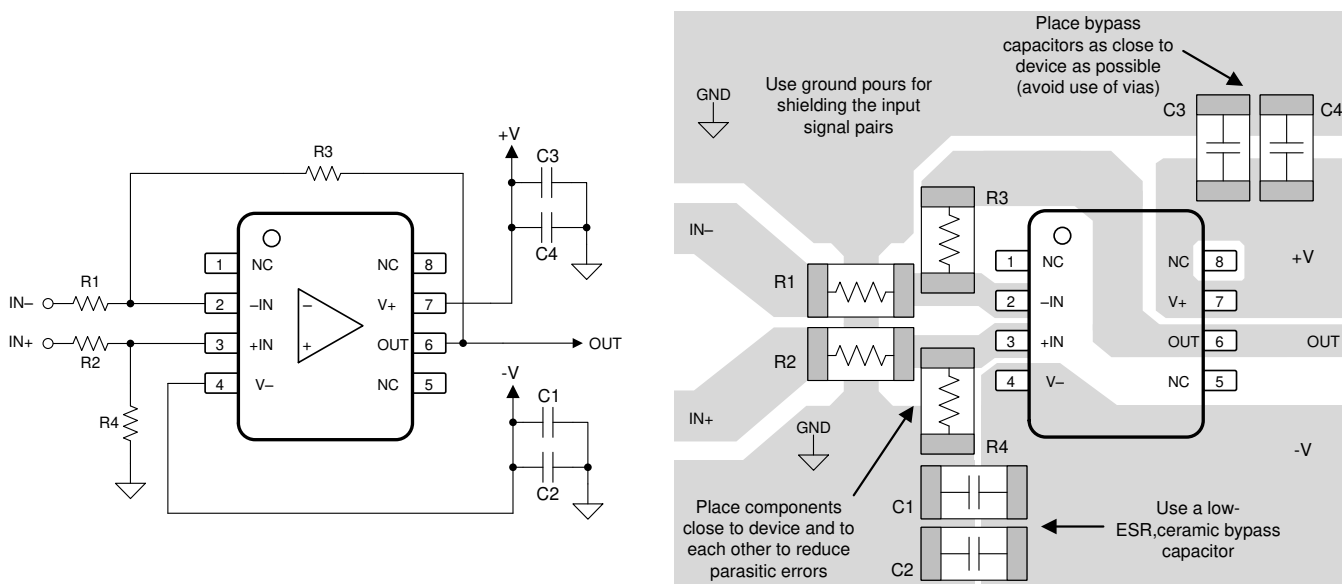 +V
C3
C4
R3
1
NC
NC
8
IN–
R1
2
–IN
V+
7
IN+
R2
3
+IN
OUT
6
OUT
4
V–
NC
5
–
+
R4
-V
C1
C2
Place bypass
capacitors as close to
device as possible
(avoid use of vias)
Use ground pours for
shielding the input
signal pairs
GND
C3
C4
R3
IN–
1
NC
NC
8
+V
R1
2
–IN
V+
7
R2
3
+IN
OUT
6
OUT
4
V–
NC
5
IN+
GND
R4
-V
Place components
close to device and to
each other to reduce
parasitic errors
C1
C2
Use a low-
ESR,ceramic bypass
capacitor